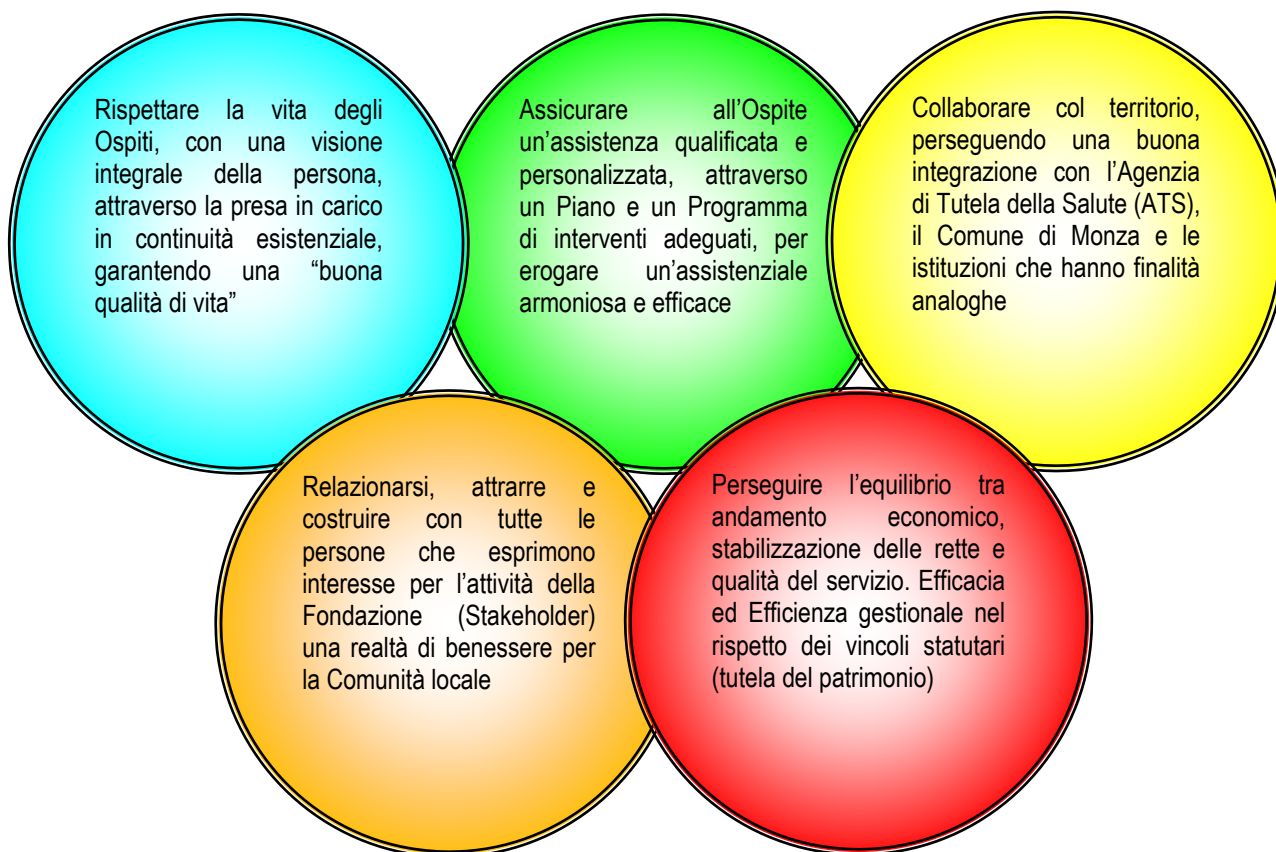 Rispettare la vita degli
Ospiti, con una visione
integrale della persona,
attraverso la presa in carico
in continuità esistenziale,
garantendo una “buona
qualità di vita”
Assicurare all’Ospite
un’assistenza qualificata e
personalizzata, attraverso
un Piano e un Programma
di interventi adeguati, per
erogare un’assistenziale
armoniosa e efficace
Collaborare col territorio,
perseguendo una buona
integrazione con l’Agenzia
di Tutela della Salute (ATS),
il Comune di Monza e le
istituzioni che hanno finalità
analoghe
Relazionarsi, attrarre e
costruire con tutte le
persone che esprimono
interesse per l’attività della
Fondazione (Stakeholder)
una realtà di benessere per
la Comunità locale
Perseguire l’equilibrio tra
andamento economico,
stabilizzazione delle rette e
qualità del servizio. Efficacia
ed Efficienza gestionale nel
rispetto dei vincoli statutari
(tutela del patrimonio)